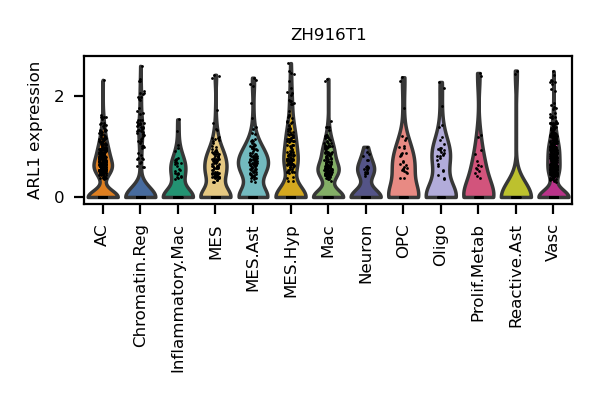 ZH916T1
ARL1 expression
2
0
AC
Chromatin.Reg
Inflammatory.Mac
MES
MES.Ast
MES.Hyp
Mac
Neuron
OPC
Oligo
Prolif.Metab
Reactive.Ast
Vasc